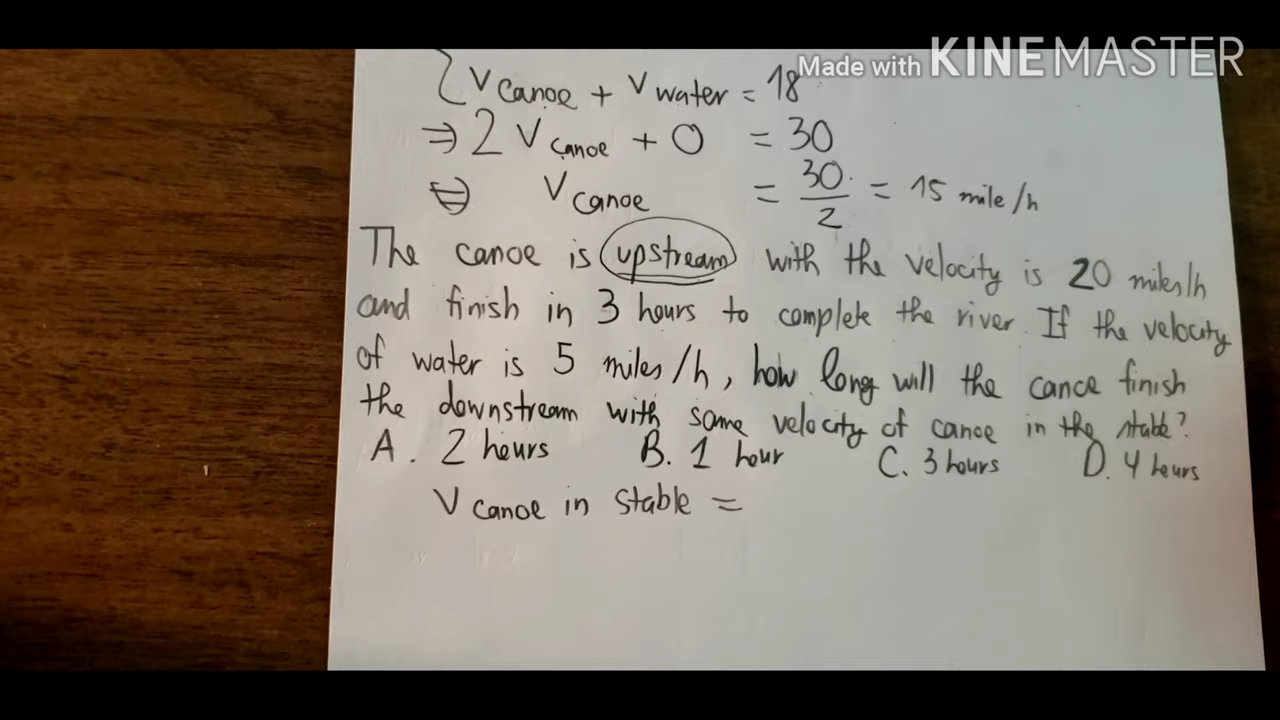 Made with KINEMASTER
{ V canoe + V water = 18
⇒ 2 V canoe + 0 = 30
⇔ V canoe = 30/2 = 15 mile/h
The canoe is upstream with the velocity is 20 miles/h
and finish in 3 hours to complete the river. If the velocity
of water is 5 miles/h, how long will the canoe finish
the downstream with same velocity of canoe in the stable?
A. 2 hours B. 1 hour C. 3 hours D. 4 hours
V canoe in stable =